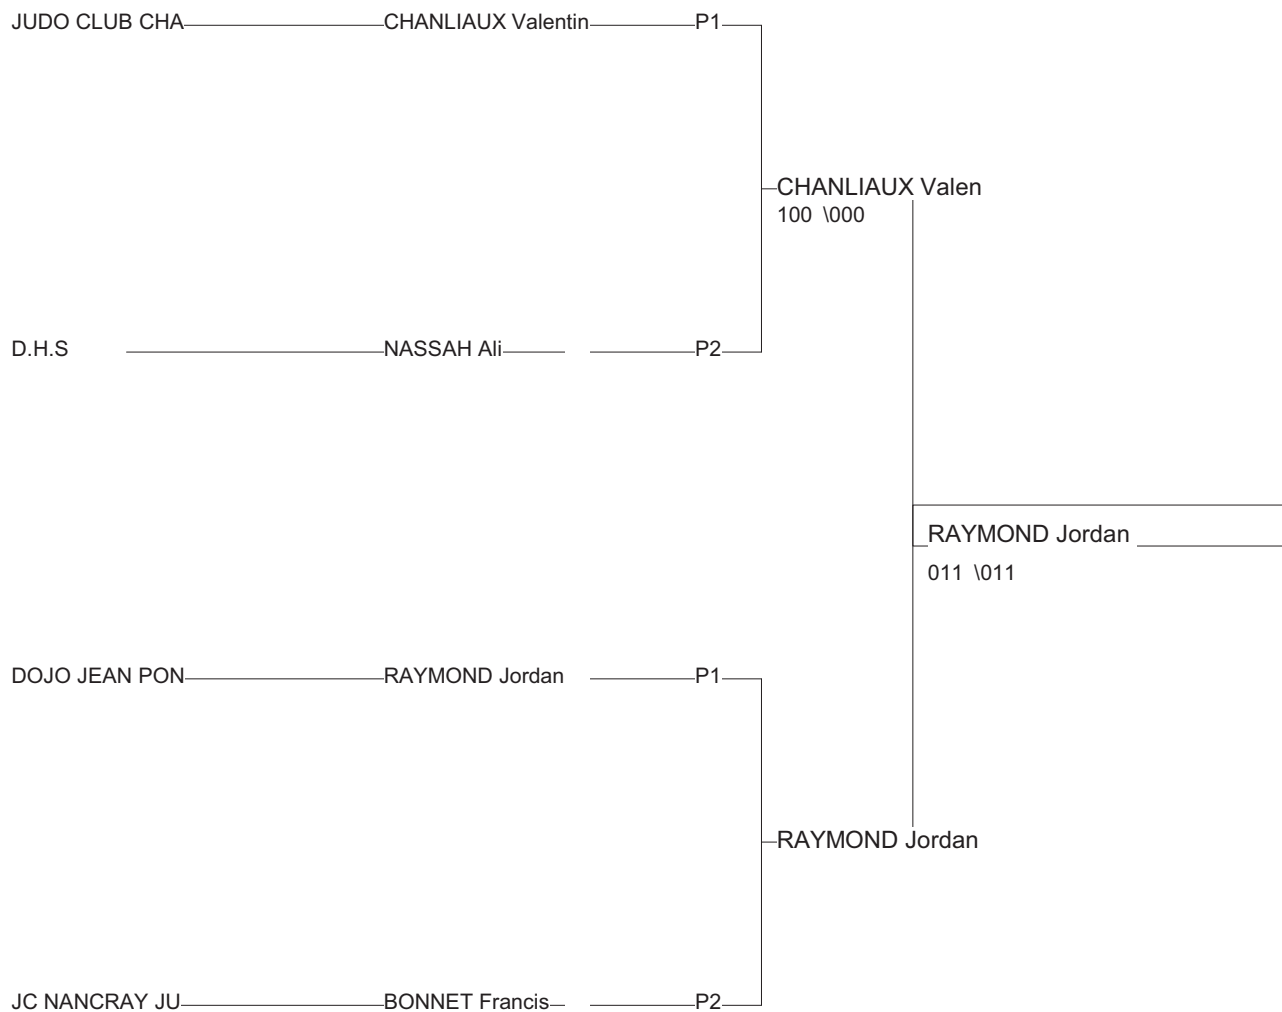 JUDO CLUB CHA CHANLIAUX Valentin P1
CHANLIAUX Valen
100 \000
D.H.S NASSAH Ali P2
RAYMOND Jordan
011 \011
DOJO JEAN PON RAYMOND Jordan P1
RAYMOND Jordan
JC NANCRAY JU BONNET Francis P2